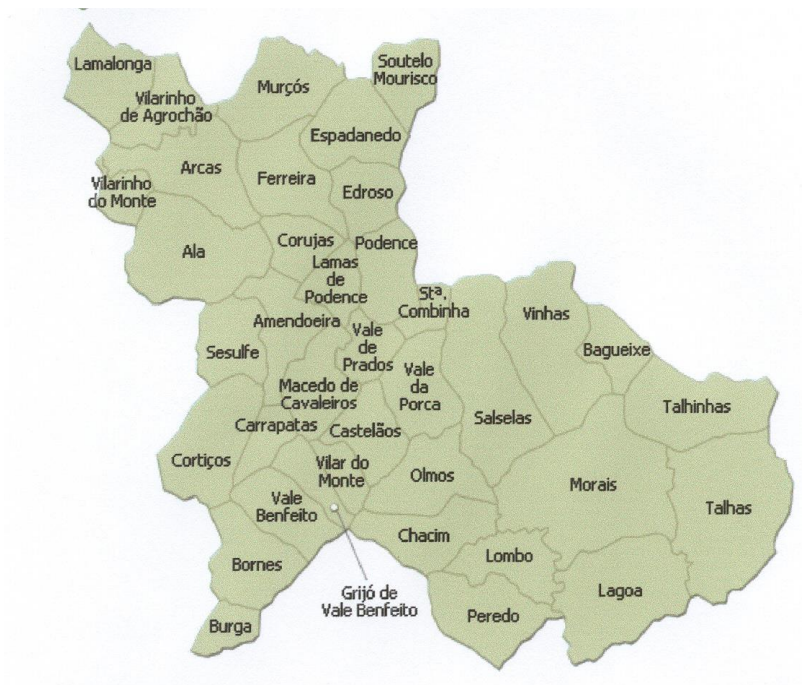 Lamalonga
Vilarinho
de Agrochão
Murçós
Soutelo
Mourisco
Espadanedo
Arcas
Ferreira
Edroso
Vilarinho
do Monte
Ala
Corujas
Podence
Lamas
de
Podence
Stª.
Combinha
Vinhas
Amendoeira
Sesulfe
Vale
de
Prados
Bagueixe
Vale
da
Porca
Macedo de
Cavaleiros
Salselas
Talhinhas
Carrapatas
Castelãos
Cortiços
Vilar do
Monte
Olmos
Morais
Vale
Benfeito
Talhas
Chacim
Lombo
Bornes
Grijó de
Vale Benfeito
Lagoa
Peredo
Burga